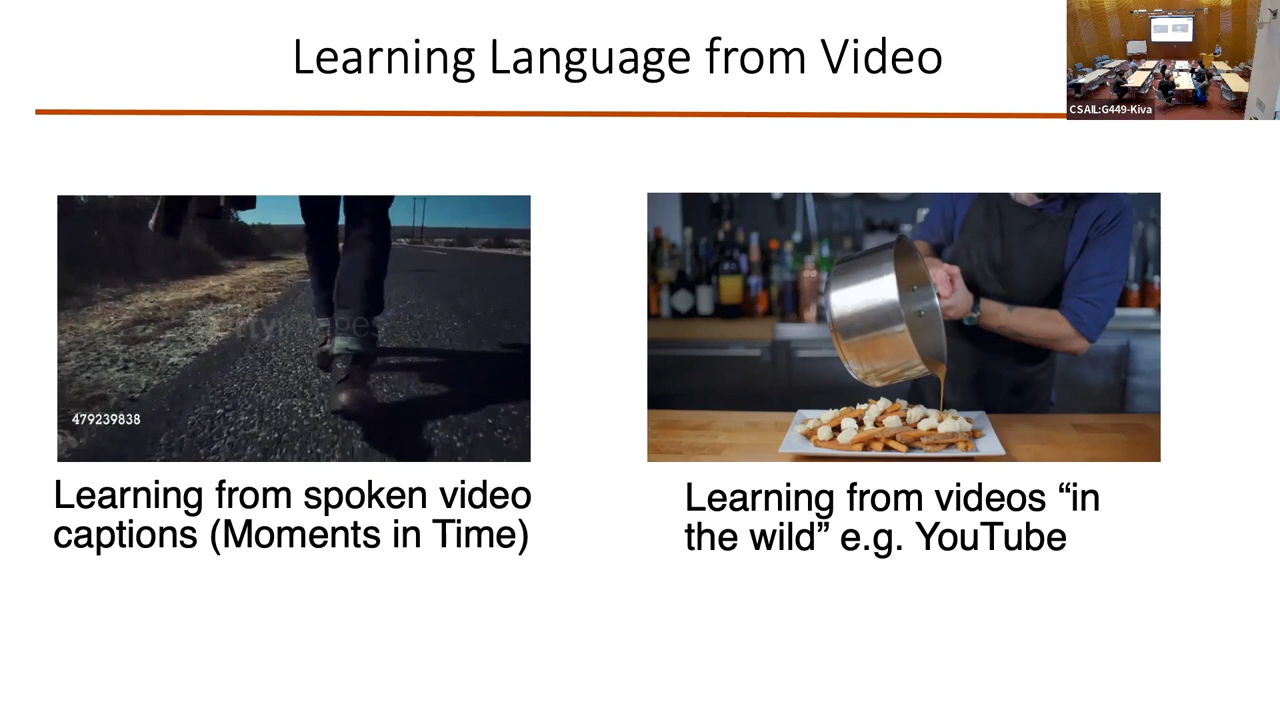 Learning Language from Video
CSAIL:G449-Kiva
479239838
Learning from spoken video
captions (Moments in Time)
Learning from videos “in
the wild” e.g. YouTube